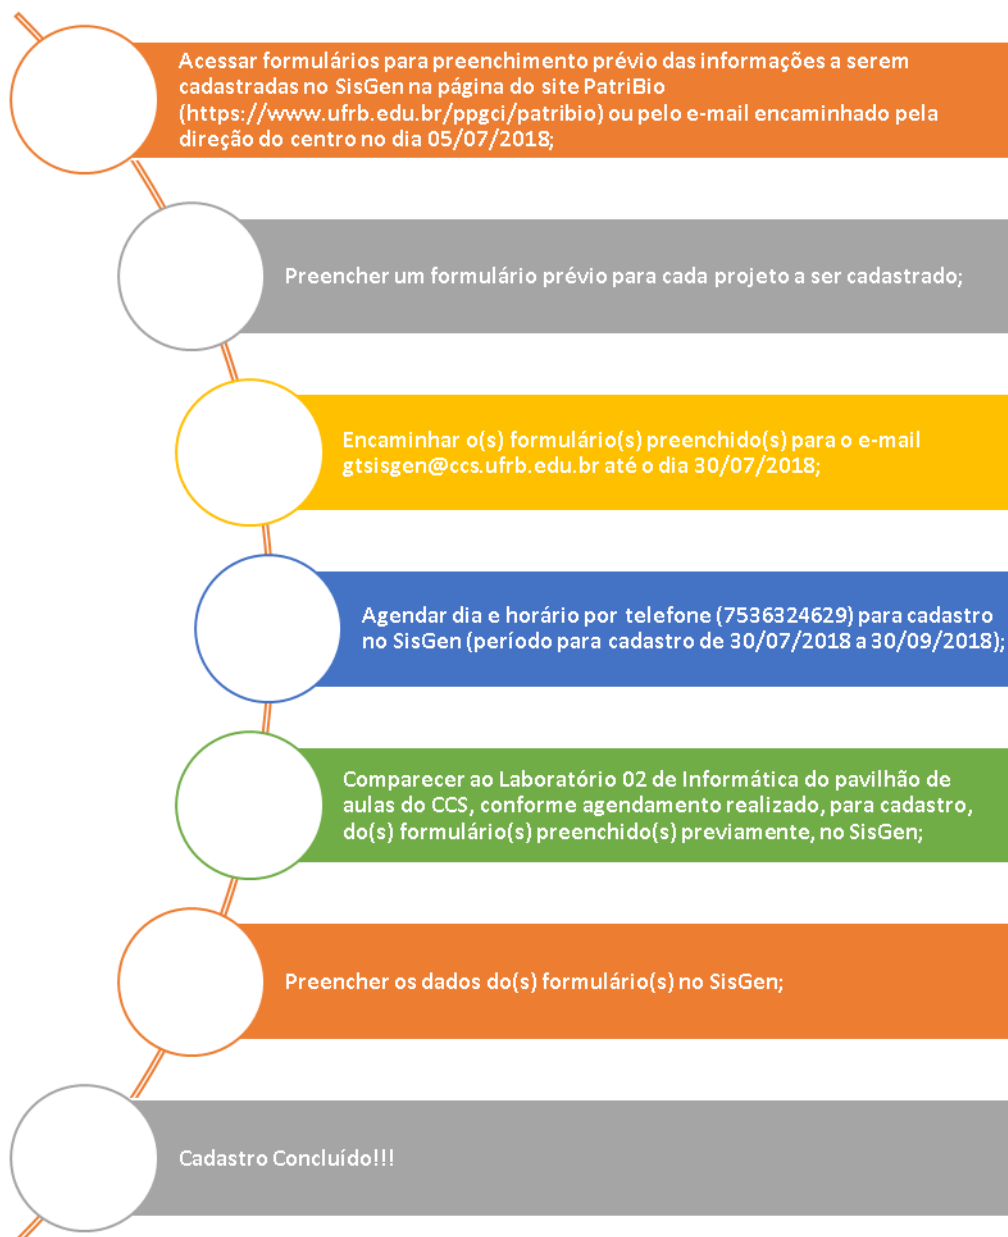 Acessar formulários para preenchimento prévio das informações a serem
cadastradas no SisGen na página do site PatriBio
(https://www.ufrb.edu.br/ppgci/patribio) ou pelo e-mail encaminhado pela
direção do centro no dia 05/07/2018;
Preencher um formulário prévio para cada projeto a ser cadastrado;
Encaminhar o(s) formulário(s) preenchido(s) para o e-mail
gtsisgen@ccs.ufrb.edu.br até o dia 30/07/2018;
Agendar dia e horário por telefone (7536324629) para cadastro
no SisGen (período para cadastro de 30/07/2018 a 30/09/2018);
Comparecer ao Laboratório 02 de Informática do pavilhão de
aulas do CCS, conforme agendamento realizado, para cadastro,
do(s) formulário(s) preenchido(s) previamente, no SisGen;
Preencher os dados do(s) formulário(s) no SisGen;
Cadastro Concluído!!!